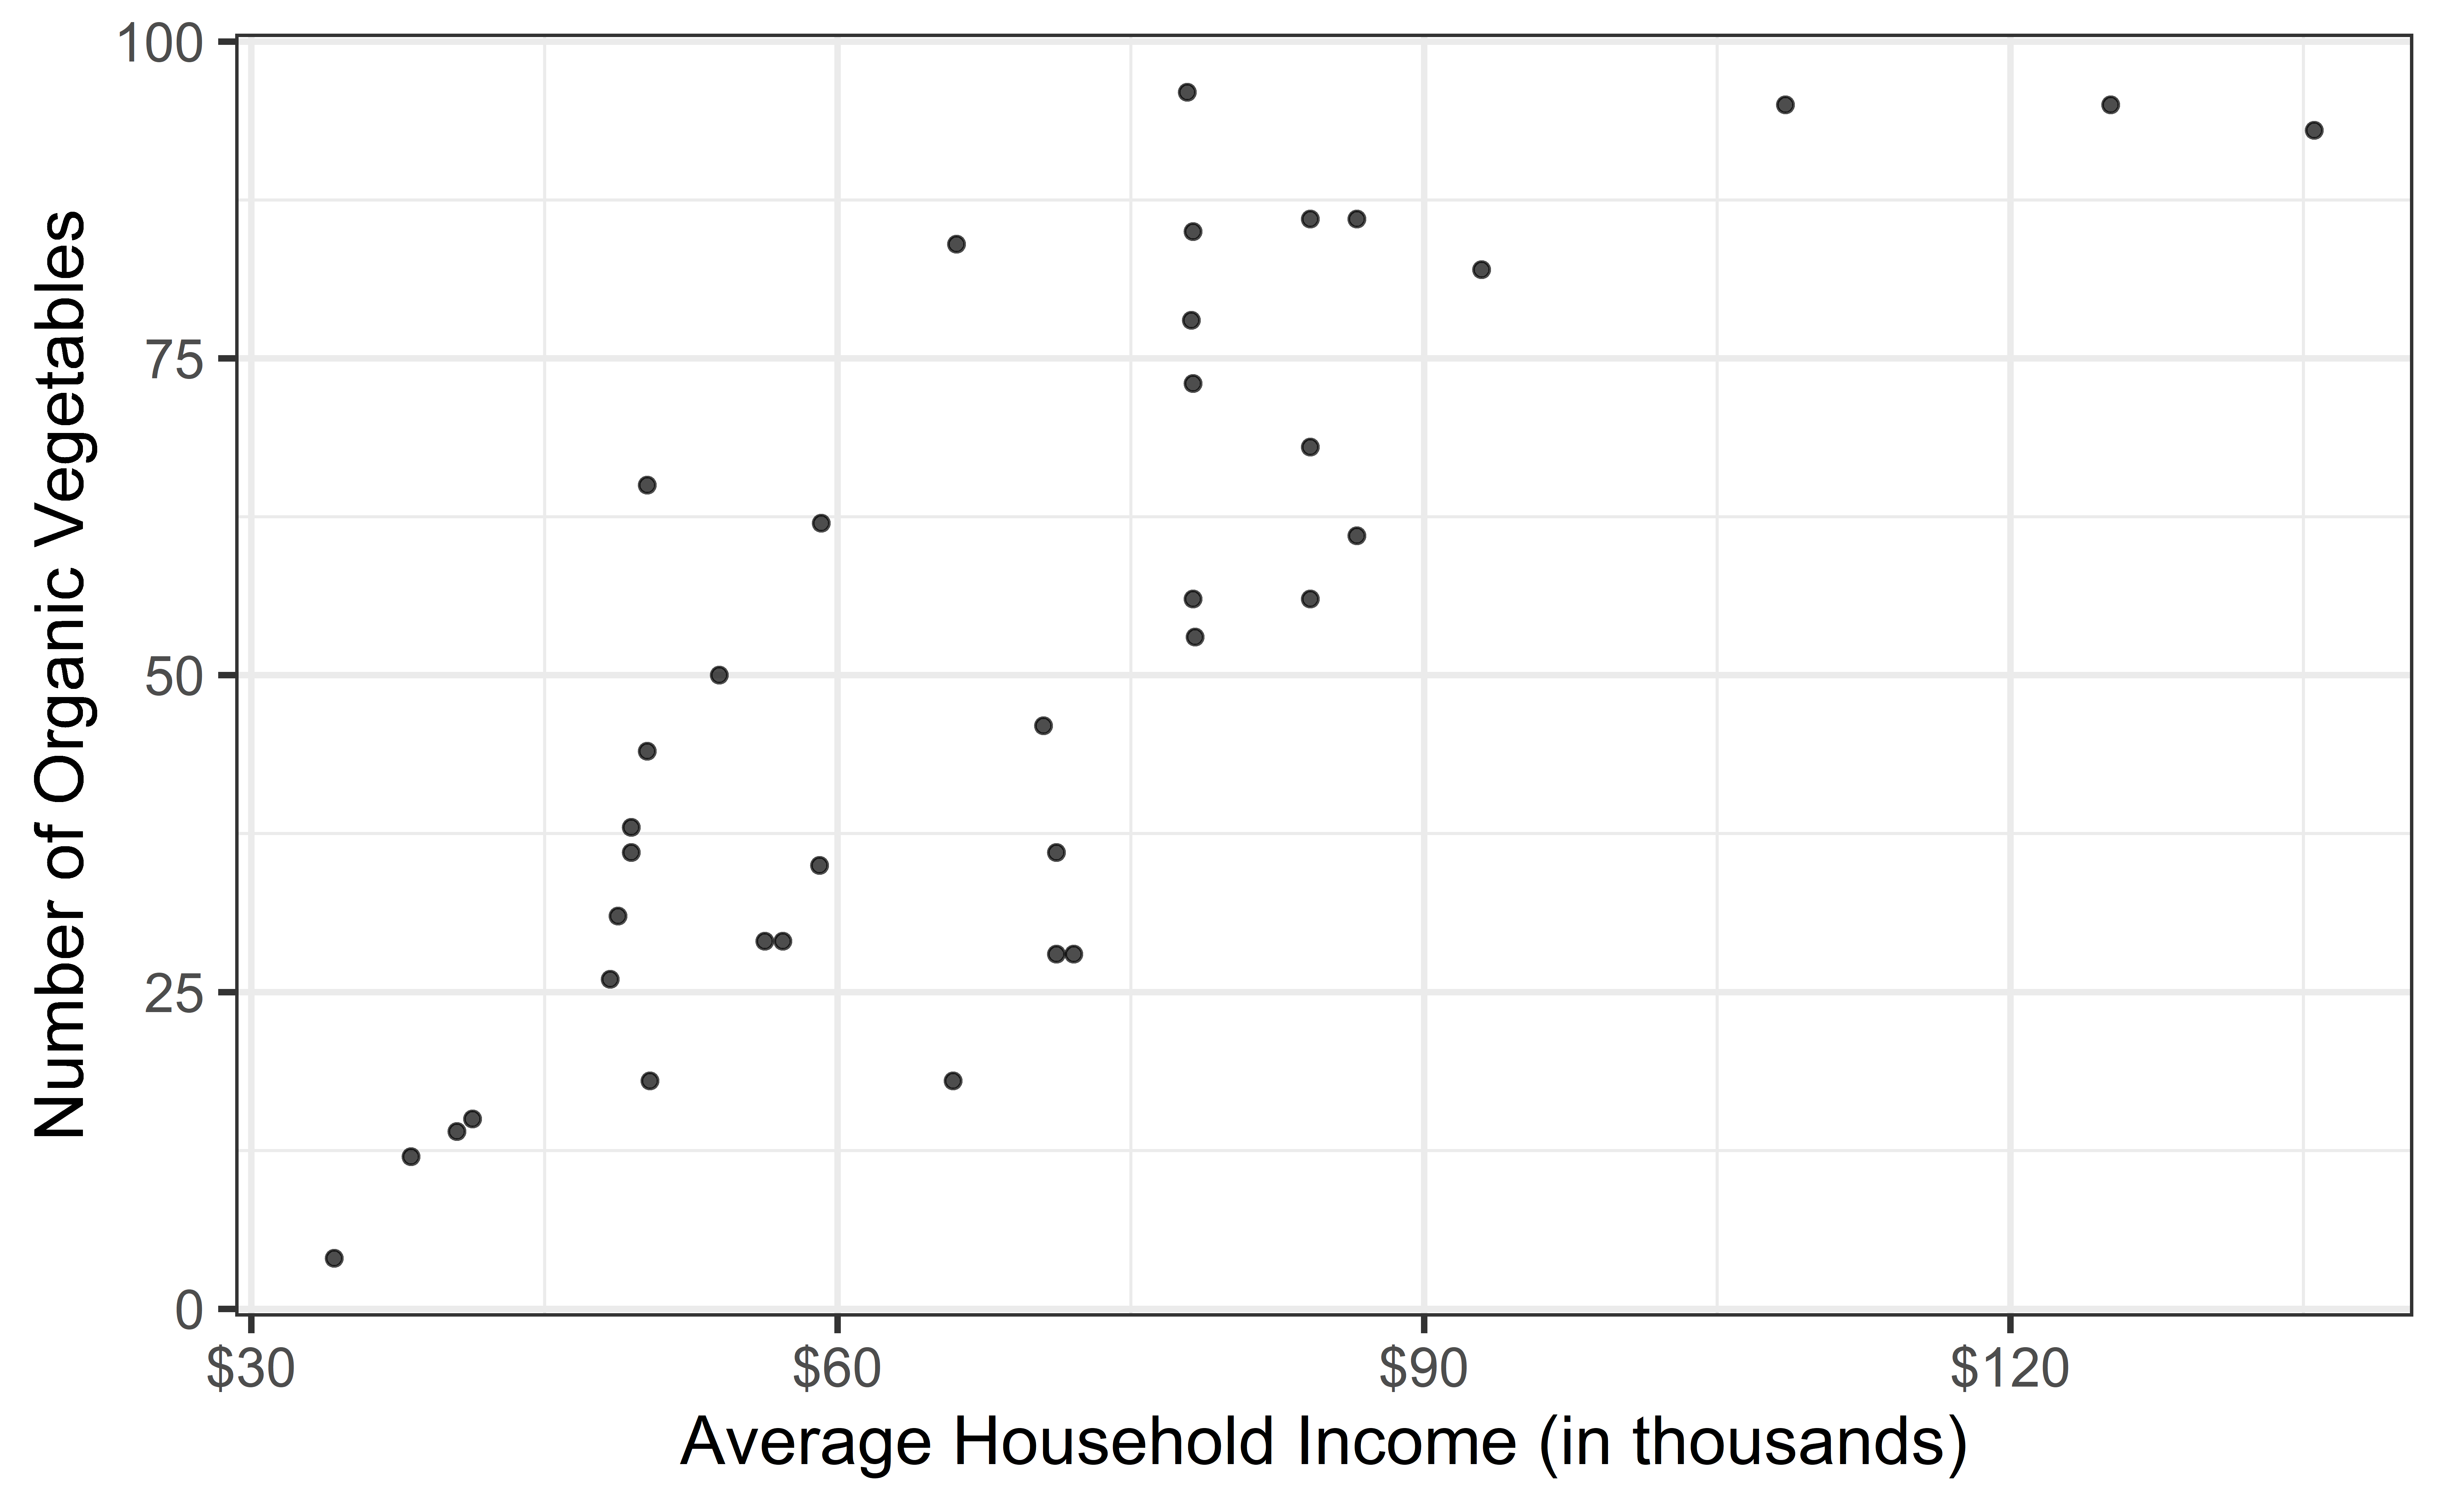 Number of Organic Vegetables
100
75
50
25
0
$30 $60 $90 $120
Average Household Income (in thousands)